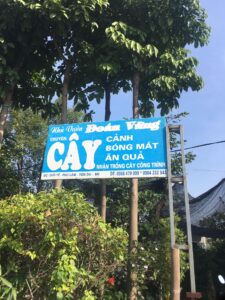 Nhà Vườn Đoàn Vững
CHUYÊN
CÂY
CẢNH
BÓNG MÁT
ĂN QUẢ
NHẬN TRỒNG CÂY CÔNG TRÌNH